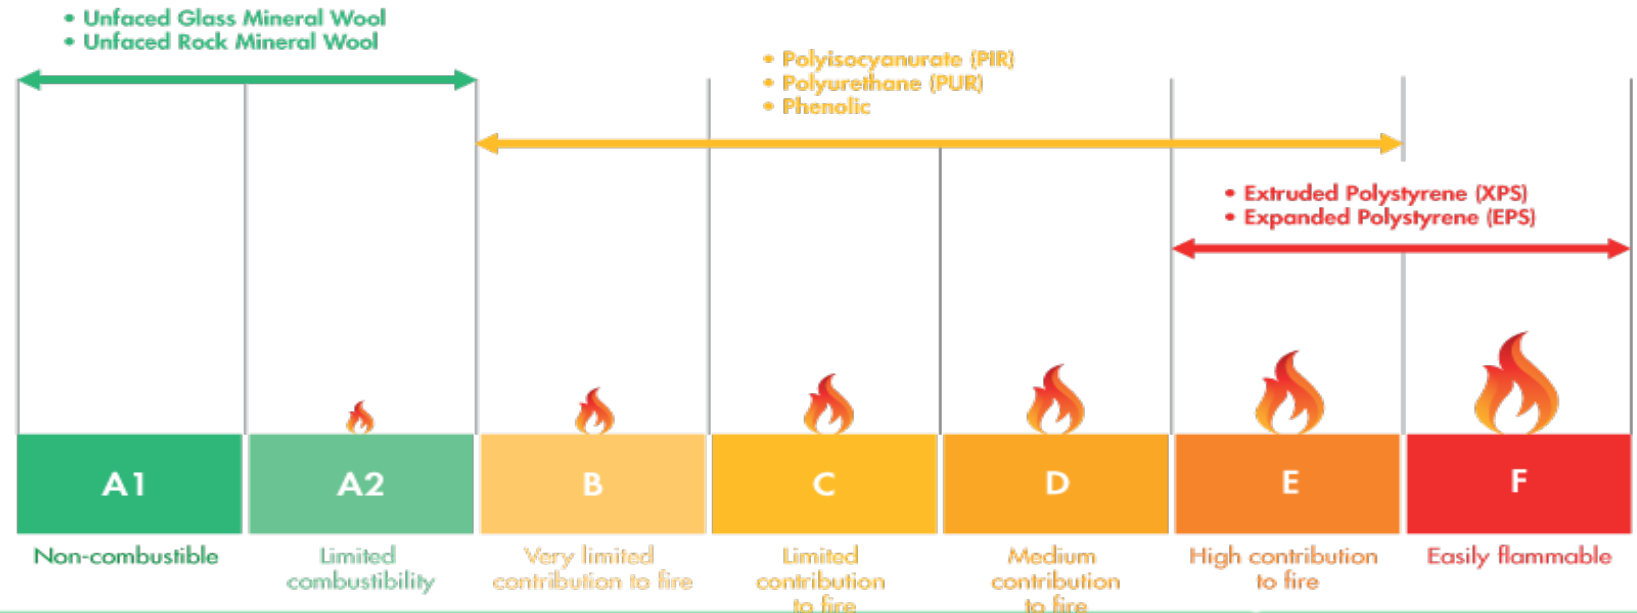 • Unfaced Glass Mineral Wool
• Unfaced Rock Mineral Wool
• Polyisocyanurate (PIR)
• Polyurethane (PUR)
• Phenolic
• Extruded Polystyrene (XPS)
• Expanded Polystyrene (EPS)
A1
A2
B
C
D
E
F
Non-combustible
Limited
combustibility
Very limited
contribution to fire
Limited
contribution
to fire
Medium
contribution
to fire
High contribution
to fire
Easily flammable